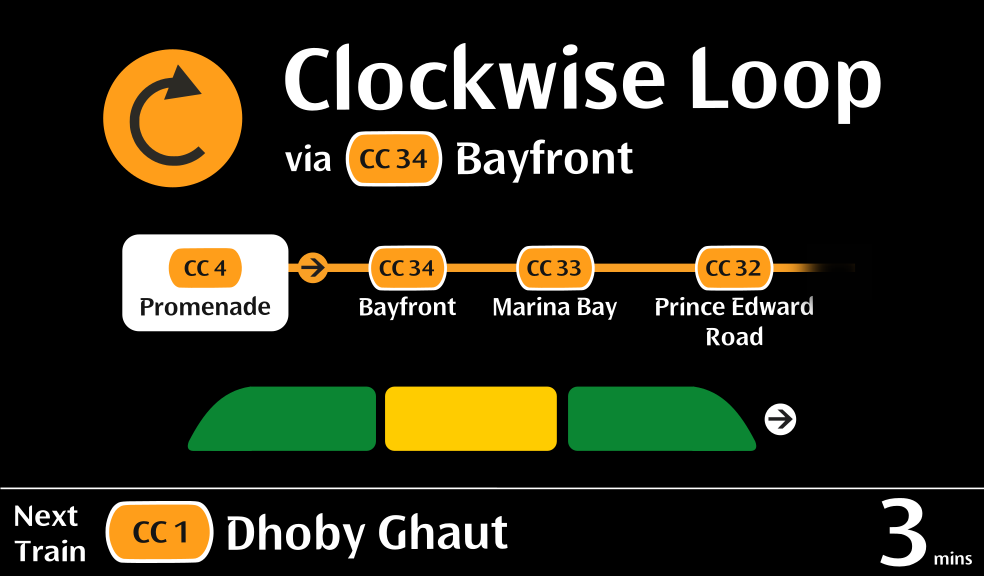 Clockwise Loop
via CC 34 Bayfront
CC 4 CC 34 CC 33 CC 32
Promenade Bayfront Marina Bay Prince Edward
Road
Next
Train
CC 1 Dhoby Ghaut
3 mins